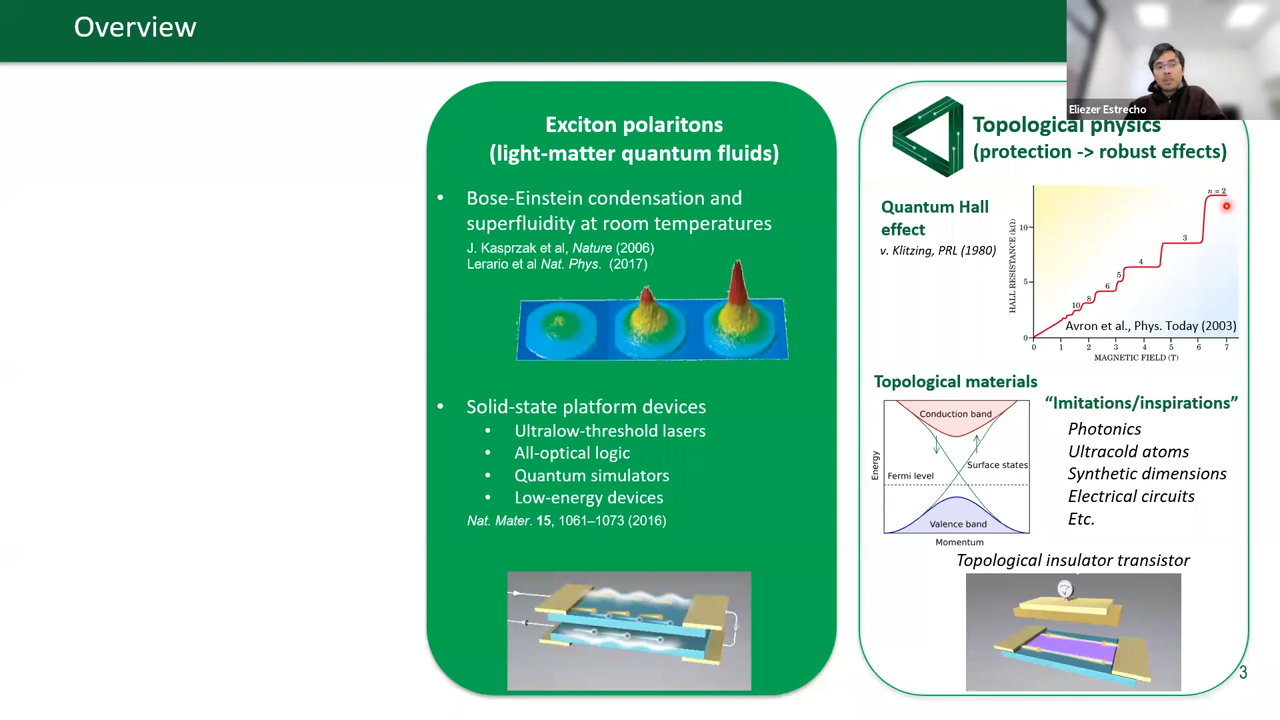 Overview
Eliezer Estrecho
Exciton polaritons
(light-matter quantum fluids)
• Bose-Einstein condensation and
superfluidity at room temperatures
J. Kasprzak et al, Nature (2006)
Lerario et al Nat. Phys. (2017)
• Solid-state platform devices
• Ultralow-threshold lasers
• All-optical logic
• Quantum simulators
• Low-energy devices
Nat. Mater. 15, 1061–1073 (2016)
Topological physics
(protection -> robust effects)
Quantum Hall
effect
v. Klitzing, PRL (1980)
HALL RESISTANCE (kΩ)
10
5
0
n = 2
3
4
5
6
8
10
Avron et al., Phys. Today (2003)
0 1 2 3 4 5 6 7
MAGNETIC FIELD (T)
Topological materials
Conduction band
Surface states
Fermi level
Valence band
Energy
Momentum
"Imitations/inspirations"
Photonics
Ultracold atoms
Synthetic dimensions
Electrical circuits
Etc.
Topological insulator transistor
3